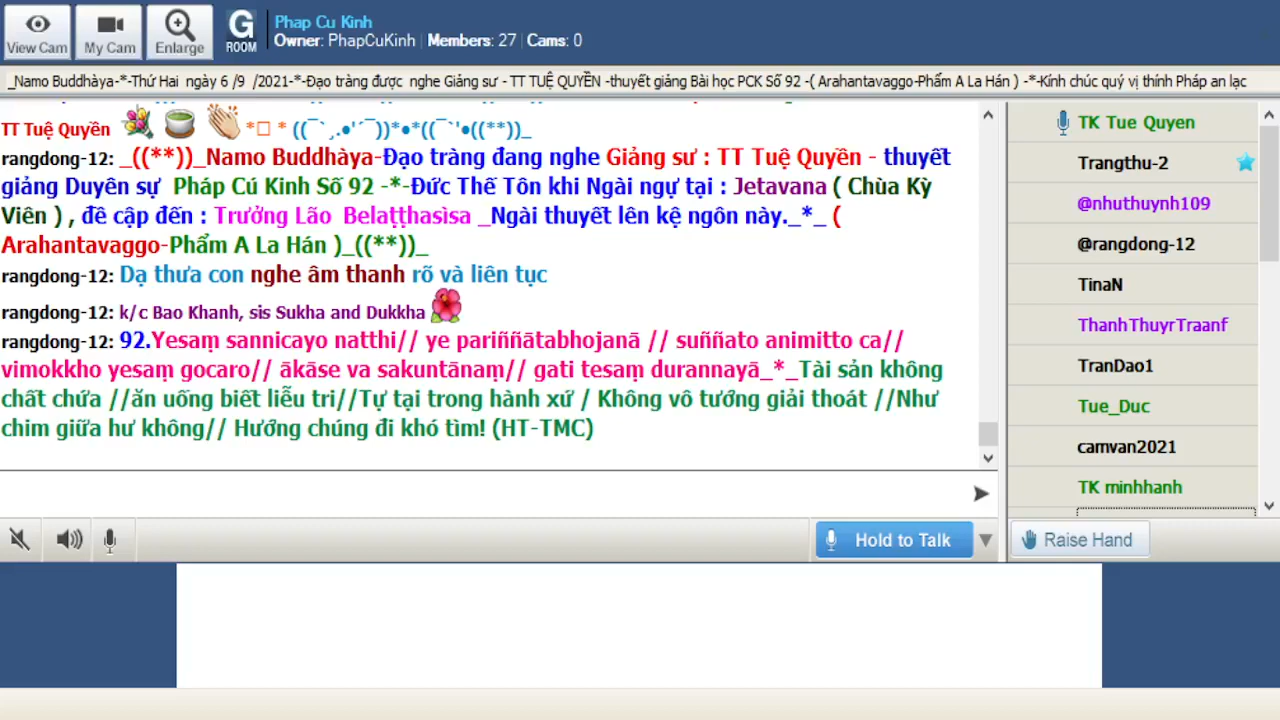 View Cam
My Cam
Enlarge
G
ROOM
Phap Cu Kinh
Owner: PhapCuKinh | Members: 27 | Cams: 0
_Namo Buddhàya-*-Thứ Hai ngày 6 /9 /2021-*-Đạo tràng được nghe Giảng sư - TT TUỆ QUYỀN -thuyết giảng Bài học PCK Số 92 -( Arahantavaggo-Phẩm A La Hán ) -*-Kính chúc quý vị thính Pháp an lạc
TT Tuệ Quyền
rangdong-12: _((**))_Namo Buddhàya-Đạo tràng đang nghe Giảng sư : TT Tuệ Quyền - thuyết
giảng Duyên sự Pháp Cú Kinh Số 92 -*-Đức Thế Tôn khi Ngài ngự tại : Jetavana ( Chùa Kỳ
Viên ) , đề cập đến : Trưởng Lão Belaṭṭhasìsa _Ngài thuyết lên kệ ngôn này._*_ (
Arahantavaggo-Phẩm A La Hán )_((**))_
rangdong-12: Dạ thưa con nghe âm thanh rõ và liên tục
rangdong-12: k/c Bao Khanh, sis Sukha and Dukkha
rangdong-12: 92.Yesaṃ sannicayo natthi// ye pariññātabhojanā // suññato animitto ca//
vimokkho yesaṃ gocaro// ākāse va sakuntānaṃ// gati tesaṃ durannayā_*_Tài sản không
chất chứa //ăn uống biết liễu tri//Tự tại trong hành xứ / Không vô tướng giải thoát //Như
chim giữa hư không// Hướng chúng đi khó tìm! (HT-TMC)
TK Tue Quyen
Trangthu-2
@nhuthuynh109
@rangdong-12
TinaN
ThanhThuyrTraanf
TranDao1
Tue_Duc
camvan2021
TK minhhanh
Hold to Talk
Raise Hand